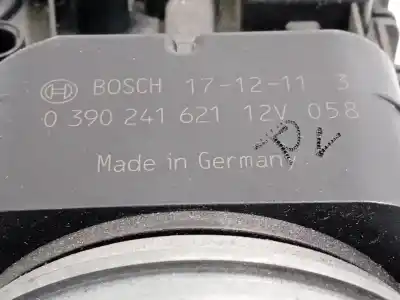 BOSCH 17-12-11 3
0 390 241 621 12V 058
Made in Germany